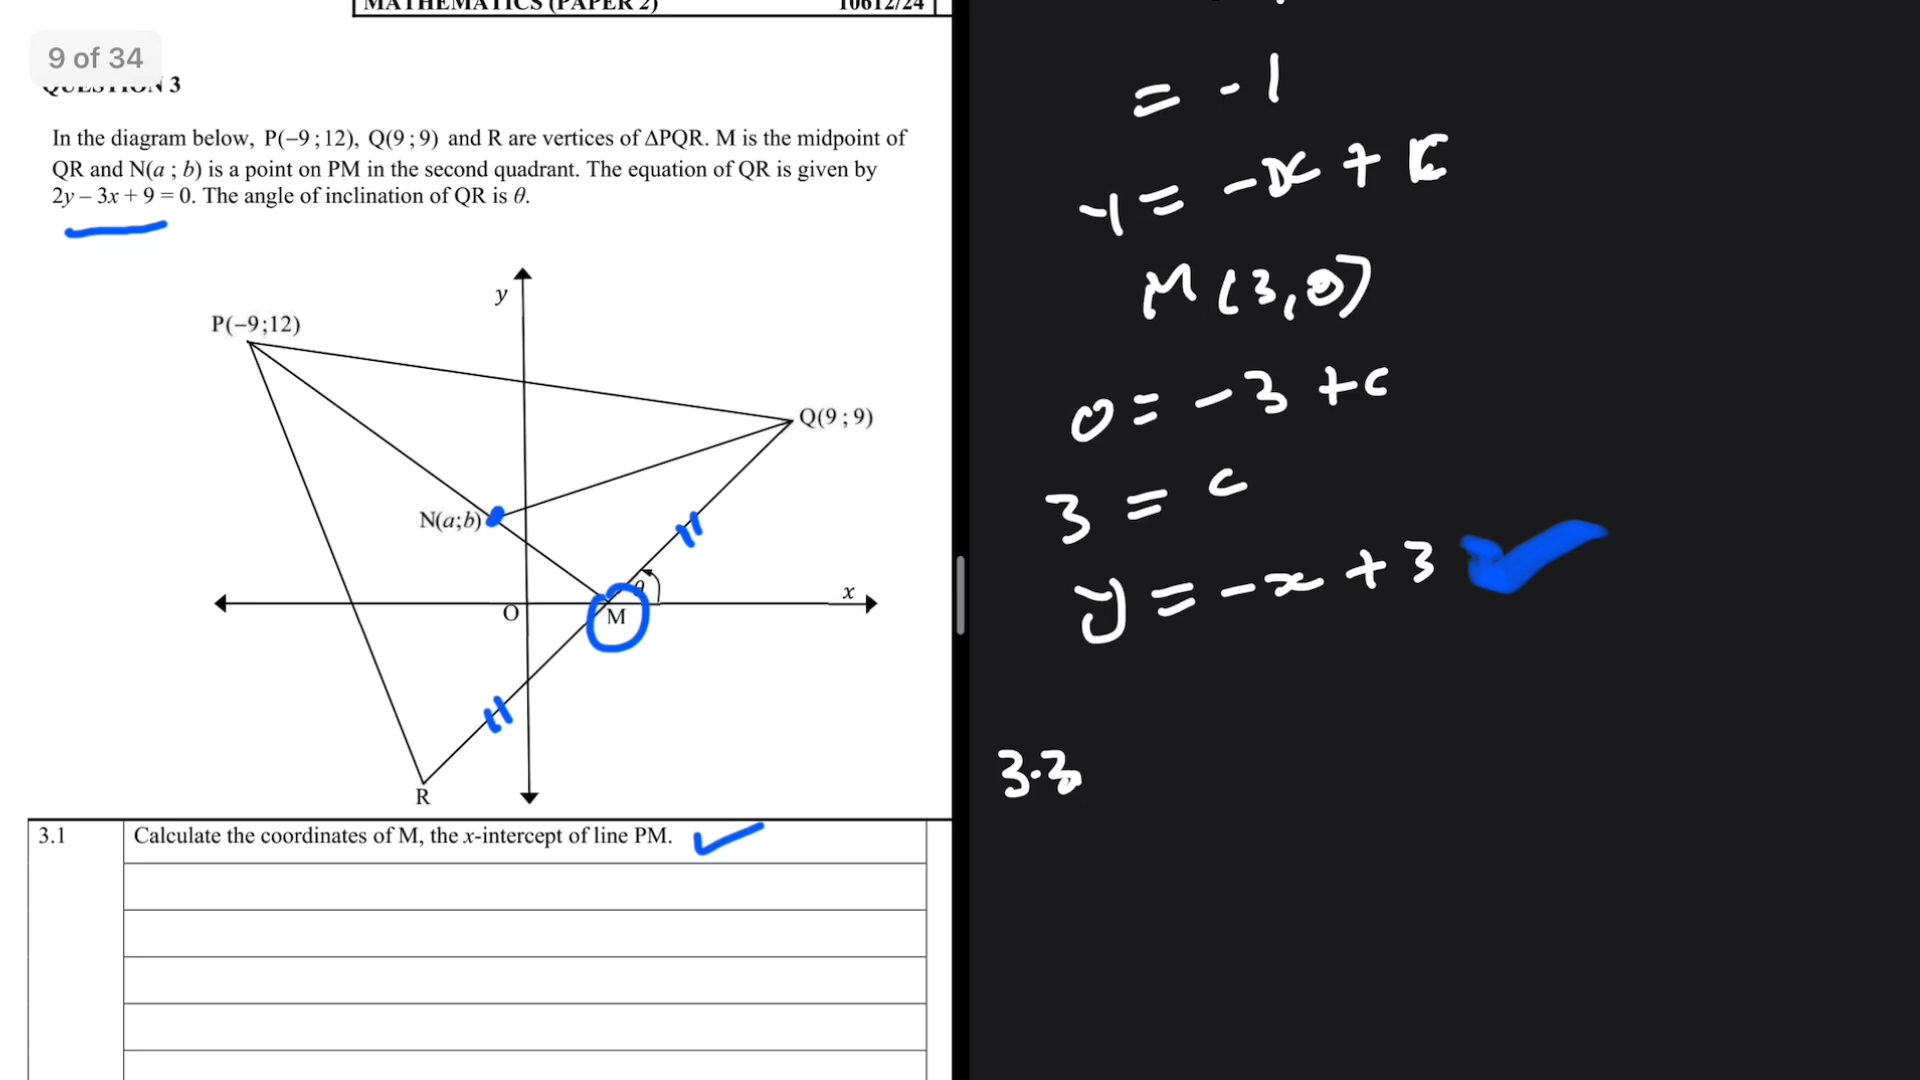 MATHEMATICS (PAPER 2) 10612/24
9 of 34
QUESTION 3
In the diagram below, P(−9 ; 12), Q(9 ; 9) and R are vertices of ΔPQR. M is the midpoint of
QR and N(a ; b) is a point on PM in the second quadrant. The equation of QR is given by
2y – 3x + 9 = 0. The angle of inclination of QR is θ.
y
P(−9;12)
Q(9 ; 9)
N(a;b)
θ
x
O
M
R
3.1 Calculate the coordinates of M, the x-intercept of line PM.
= -1
y = -x + c
M (3,0)
0 = -3 + c
3 = c
y = -x + 3
3.3